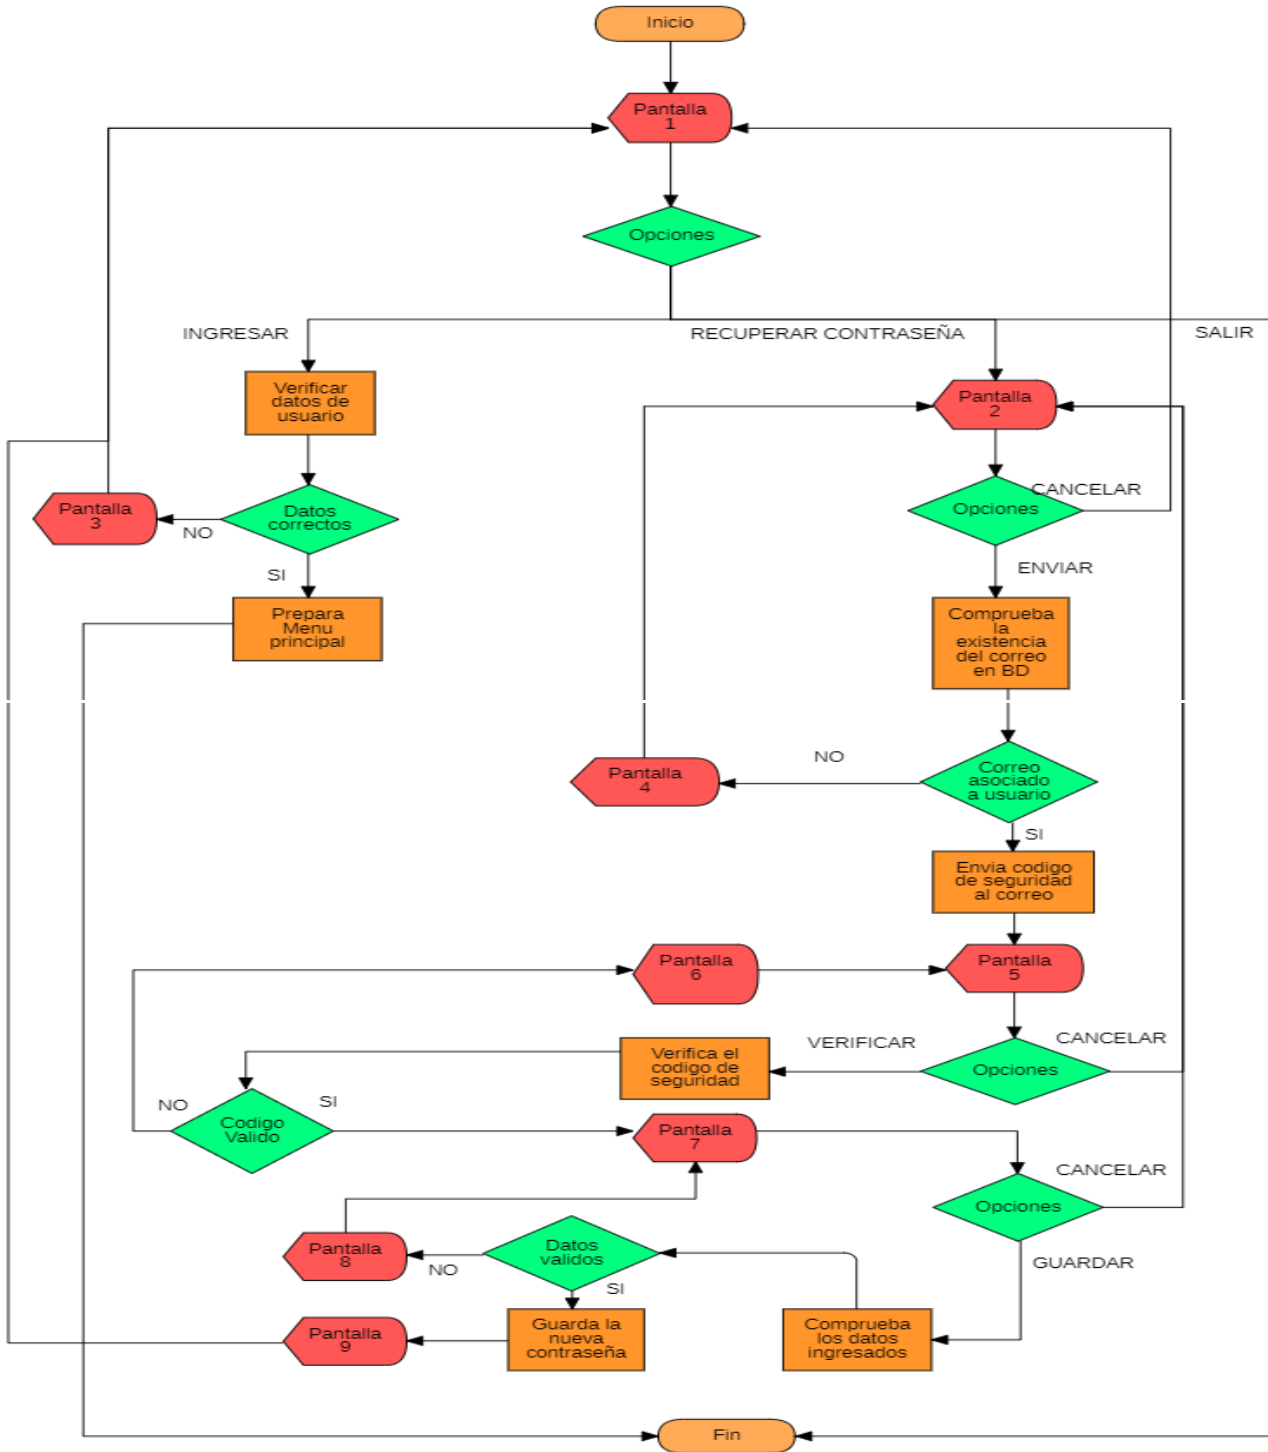 Inicio
Pantalla
1
Opciones
INGRESAR
RECUPERAR CONTRASEÑA
SALIR
Verificar
datos de
usuario
Pantalla
2
CANCELAR
Opciones
Pantalla
3
NO
Datos
correctos
SI
ENVIAR
Prepara
Menu
principal
Comprueba
la
existencia
del correo
en BD
NO
Correo
asociado
a usuario
Pantalla
4
SI
Envia codigo
de seguridad
al correo
Pantalla
6
Pantalla
5
VERIFICAR
CANCELAR
Verifica el
codigo de
seguridad
Opciones
NO
SI
Codigo
Valido
Pantalla
7
CANCELAR
Opciones
Pantalla
8
NO
Datos
validos
SI
GUARDAR
Pantalla
9
Guarda la
nueva
contraseña
Comprueba
los datos
ingresados
Fin